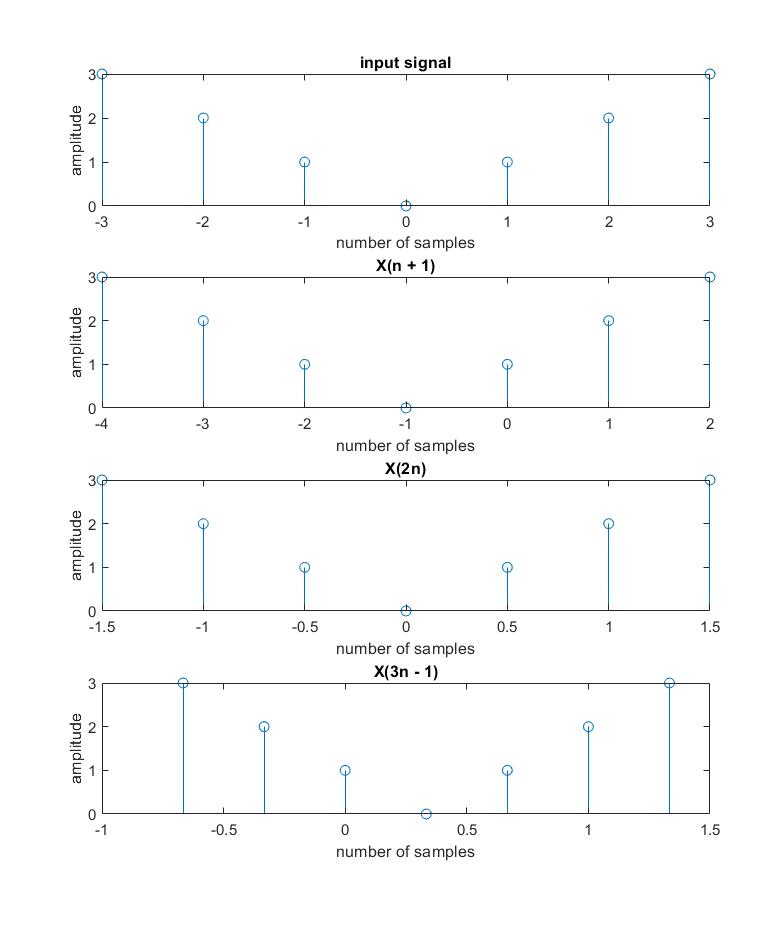 input signal
3
2
1
0
amplitude
-3 -2 -1 0 1 2 3
number of samples
X(n + 1)
3
2
1
0
amplitude
-4 -3 -2 -1 0 1 2
number of samples
X(2n)
3
2
1
0
amplitude
-1.5 -1 -0.5 0 0.5 1 1.5
number of samples
X(3n - 1)
3
2
1
0
amplitude
-1 -0.5 0 0.5 1 1.5
number of samples